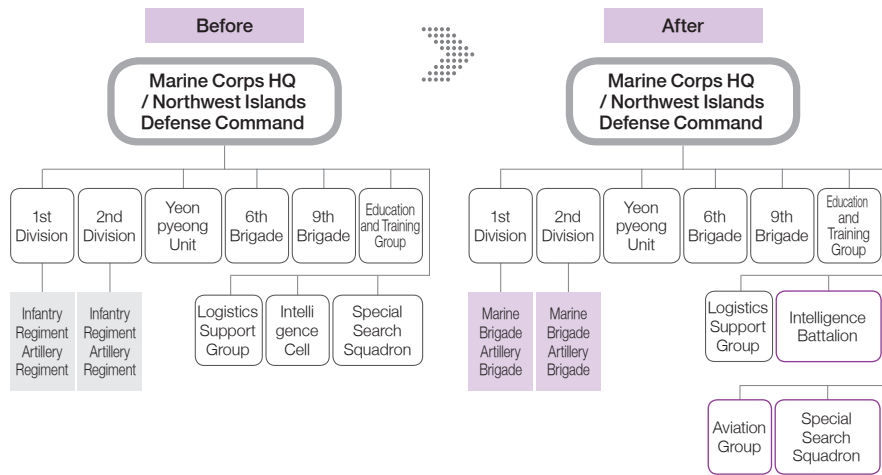 Before
Marine Corps HQ
/ Northwest Islands
Defense Command
1st
Division
2nd
Division
Yeon
pyeong
Unit
6th
Brigade
9th
Brigade
Education
and Training
Group
Infantry
Regiment
Artillery
Regiment
Infantry
Regiment
Artillery
Regiment
Logistics
Support
Group
Intelli
gence
Cell
Special
Search
Squadron
After
Marine Corps HQ
/ Northwest Islands
Defense Command
1st
Division
2nd
Division
Yeon
pyeong
Unit
6th
Brigade
9th
Brigade
Education
and
Training
Group
Marine
Brigade
Artillery
Brigade
Marine
Brigade
Artillery
Brigade
Logistics
Support
Group
Intelligence
Battalion
Aviation
Group
Special
Search
Squadron